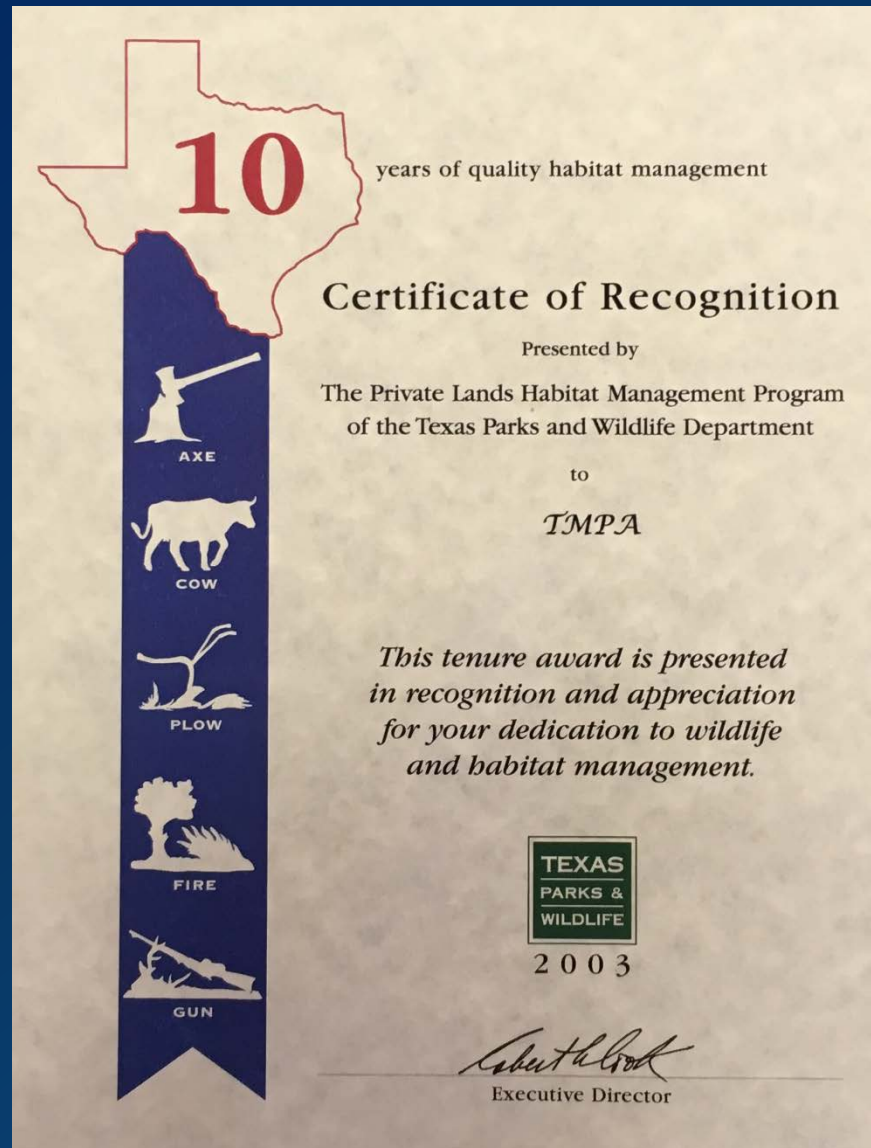 10
years of quality habitat management
Certificate of Recognition
Presented by
The Private Lands Habitat Management Program
of the Texas Parks and Wildlife Department
to
TMPA
This tenure award is presented
in recognition and appreciation
for your dedication to wildlife
and habitat management.
AXE
COW
PLOW
FIRE
GUN
TEXAS
PARKS &
WILDLIFE
2003
Executive Director